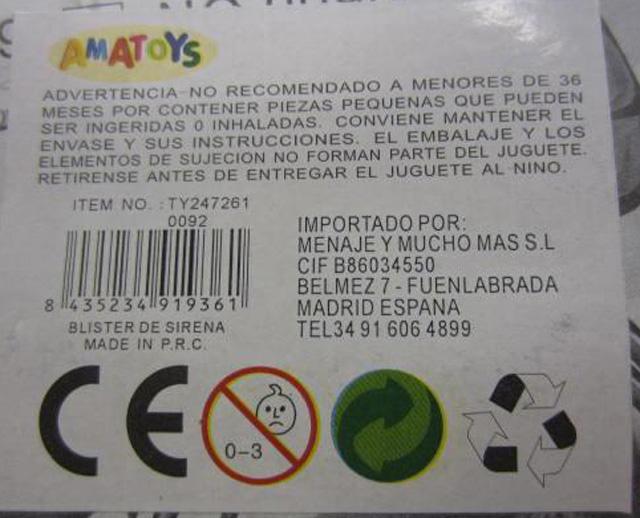 AMATOYS
ADVERTENCIA-NO RECOMENDADO A MENORES DE 36
MESES POR CONTENER PIEZAS PEQUENAS QUE PUEDEN
SER INGERIDAS 0 INHALADAS. CONVIENE MANTENER EL
ENVASE Y SUS INSTRUCCIONES. EL EMBALAJE Y LOS
ELEMENTOS DE SUJECION NO FORMAN PARTE DEL JUGUETE.
RETIRENSE ANTES DE ENTREGAR EL JUGUETE AL NINO.
ITEM NO. : TY247261
0092
8 435234 919361
BLISTER DE SIRENA
MADE IN P.R.C.
IMPORTADO POR:
MENAJE Y MUCHO MAS S.L
CIF B86034550
BELMEZ 7 - FUENLABRADA
MADRID ESPANA
TEL34 91 606 4899
CE
0-3